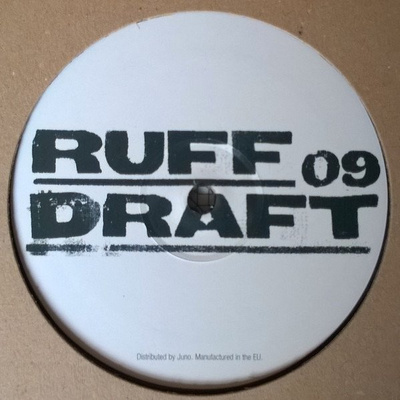 RUFF 09
DRAFT
Distributed by Juno. Manufactured in the EU.